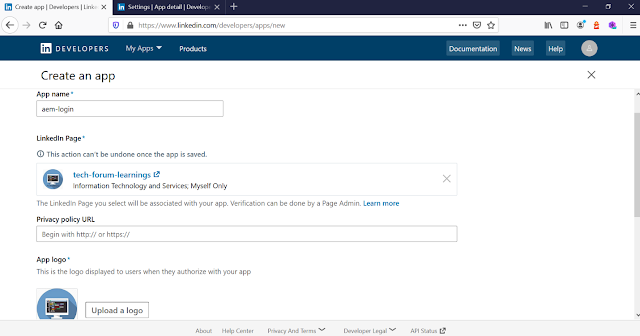 Create app | Developers | Linke
Settings | App detail | Develope
https://www.linkedin.com/developers/apps/new
in DEVELOPERS
My Apps
Products
Documentation
News
Help
Create an app
App name*
aem-login
LinkedIn Page*
This action can't be undone once the app is saved.
tech-forum-learnings
Information Technology and Services; Myself Only
The LinkedIn Page you select will be associated with your app. Verification can be done by a Page Admin. Learn more
Privacy policy URL
Begin with http:// or https://
App logo*
This is the logo displayed to users when they authorize with your app
Upload a logo
About Help Center Privacy And Terms Developer Legal API Status